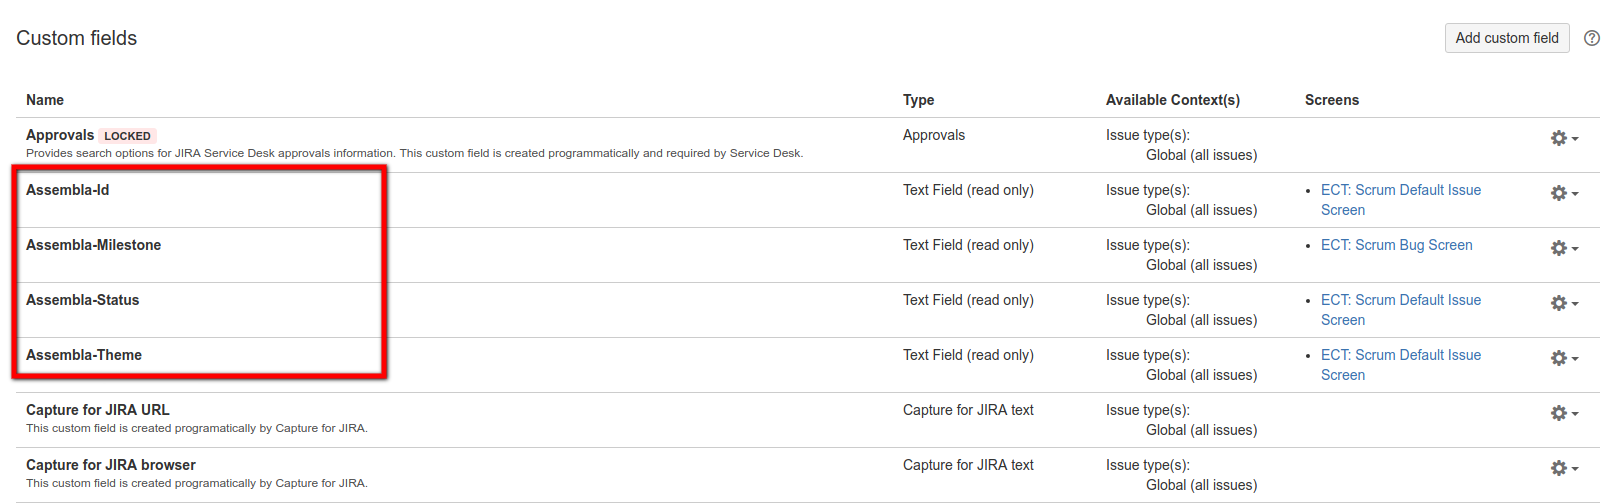 Custom fields
Add custom field
Name Type Available Context(s) Screens
Approvals LOCKED Approvals Issue type(s):
Provides search options for JIRA Service Desk approvals information. This custom field is created programmatically and required by Service Desk. Global (all issues)
Assembla-Id Text Field (read only) Issue type(s): • ECT: Scrum Default Issue
Global (all issues) Screen
Assembla-Milestone Text Field (read only) Issue type(s): • ECT: Scrum Bug Screen
Global (all issues)
Assembla-Status Text Field (read only) Issue type(s): • ECT: Scrum Default Issue
Global (all issues) Screen
Assembla-Theme Text Field (read only) Issue type(s): • ECT: Scrum Default Issue
Global (all issues) Screen
Capture for JIRA URL Capture for JIRA text Issue type(s):
This custom field is created programatically by Capture for JIRA. Global (all issues)
Capture for JIRA browser Capture for JIRA text Issue type(s):
This custom field is created programatically by Capture for JIRA. Global (all issues)